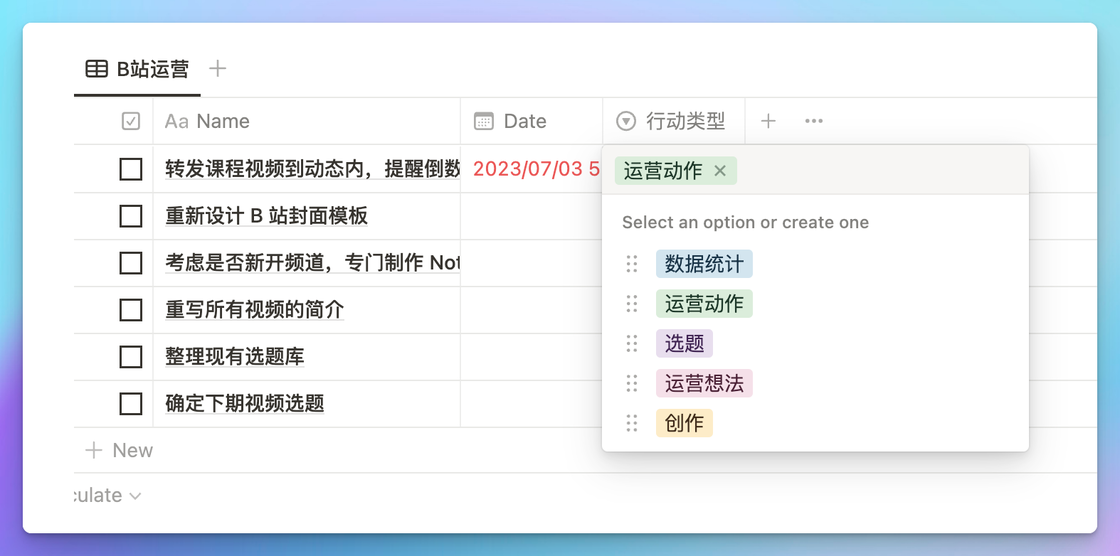 B站运营
Aa Name
Date
行动类型
转发课程视频到动态内，提醒倒数
2023/07/03 5
运营动作
重新设计 B 站封面模板
Select an option or create one
考虑是否新开频道，专门制作 Not
数据统计
重写所有视频的简介
运营动作
整理现有选题库
选题
确定下期视频选题
运营想法
创作
New
culate